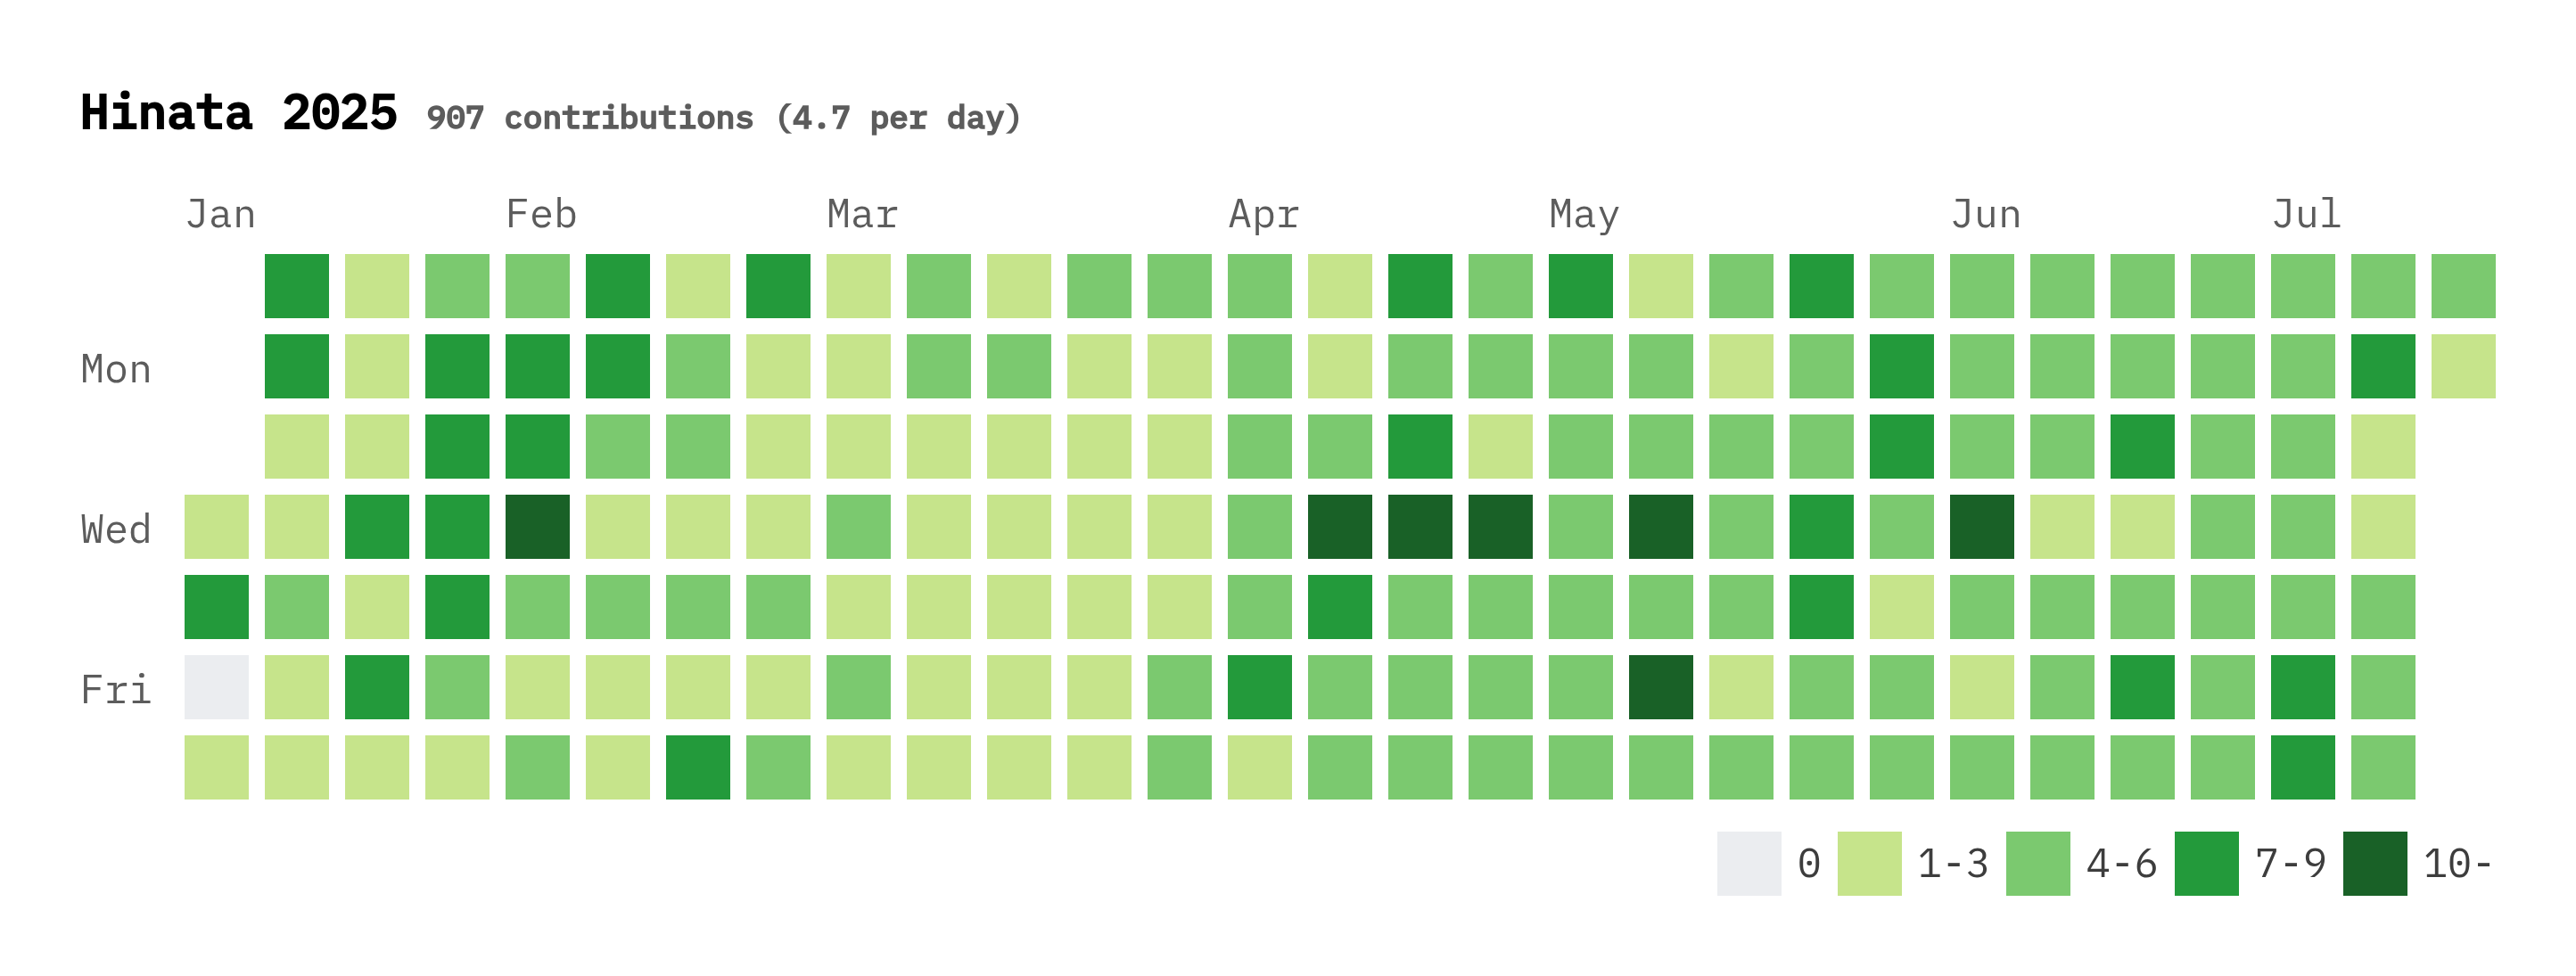 Hinata 2025 907 contributions (4.7 per day)
Jan Feb Mar Apr May Jun Jul
Mon
Wed
Fri
0 1-3 4-6 7-9 10-